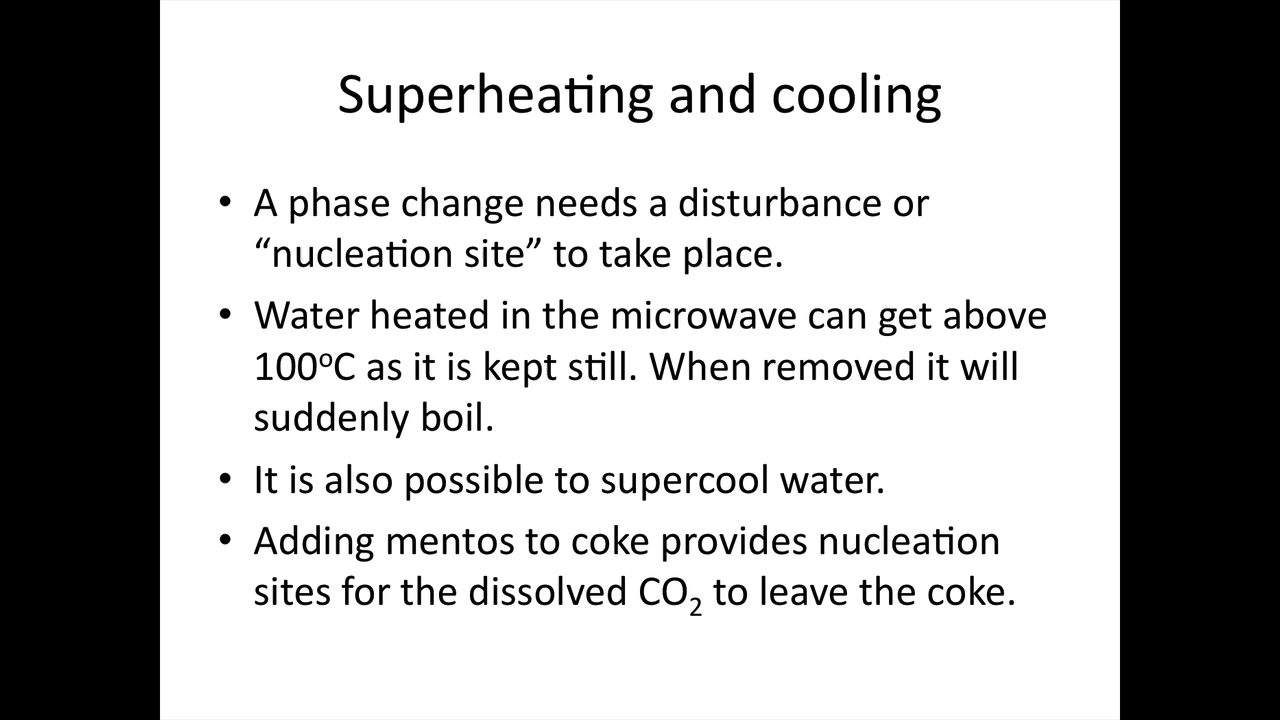 Superheating and cooling
• A phase change needs a disturbance or
“nucleation site” to take place.
• Water heated in the microwave can get above
100ºC as it is kept still. When removed it will
suddenly boil.
• It is also possible to supercool water.
• Adding mentos to coke provides nucleation
sites for the dissolved CO₂ to leave the coke.